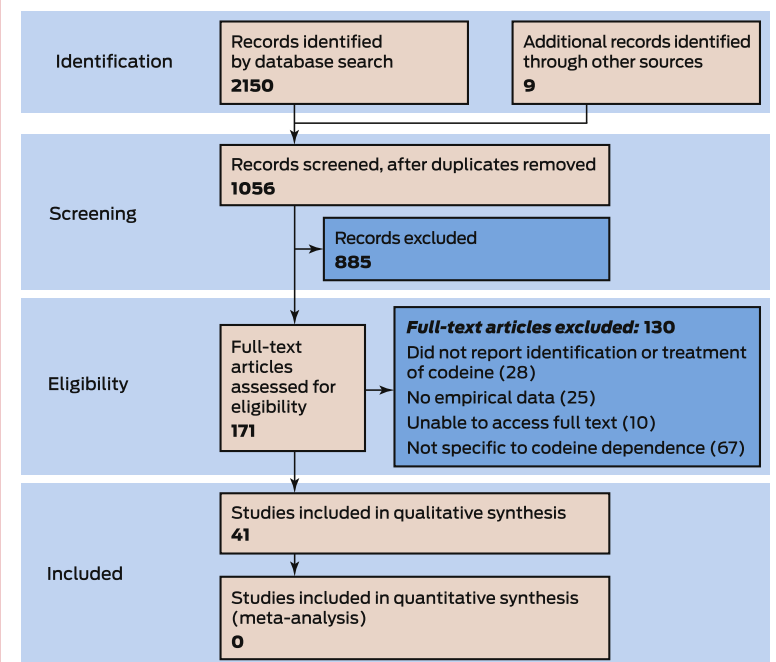 Identification
Records identified
by database search
2150
Additional records identified
through other sources
9
Screening
Records screened, after duplicates removed
1056
Records excluded
885
Eligibility
Full-text
articles
assessed for
eligibility
171
Full-text articles excluded: 130
Did not report identification or treatment
of codeine (28)
No empirical data (25)
Unable to access full text (10)
Not specific to codeine dependence (67)
Included
Studies included in qualitative synthesis
41
Studies included in quantitative synthesis
(meta-analysis)
0